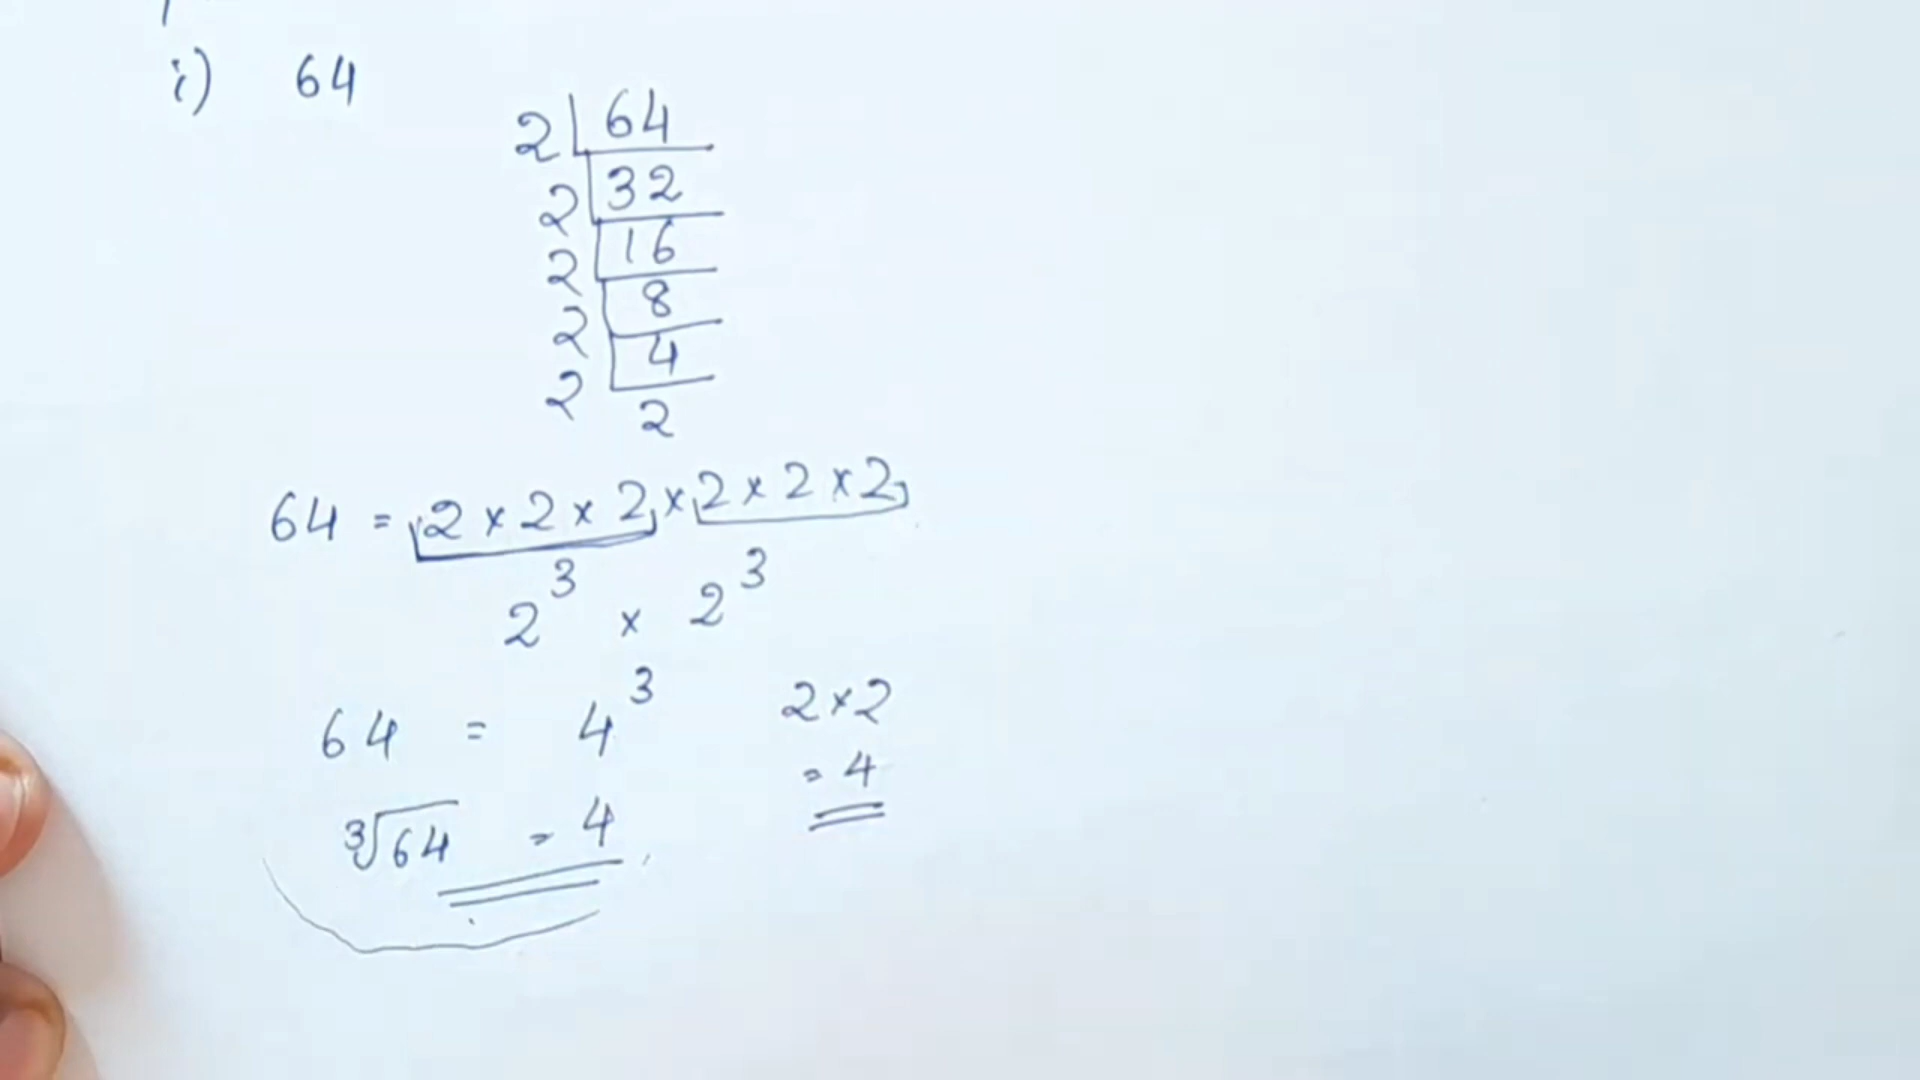 i) 64
2 | 64
2 | 32
2 | 16
2 | 8
2 | 4
2
64 = 2 × 2 × 2 × 2 × 2 × 2
2³ × 2³
64 = 4³
2×2
= 4
∛64 = 4